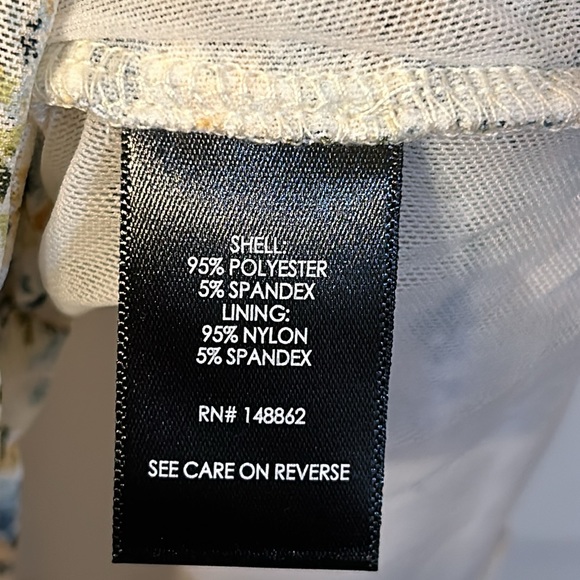 SHELL:
95% POLYESTER
5% SPANDEX
LINING:
95% NYLON
5% SPANDEX
RN# 148862
SEE CARE ON REVERSE